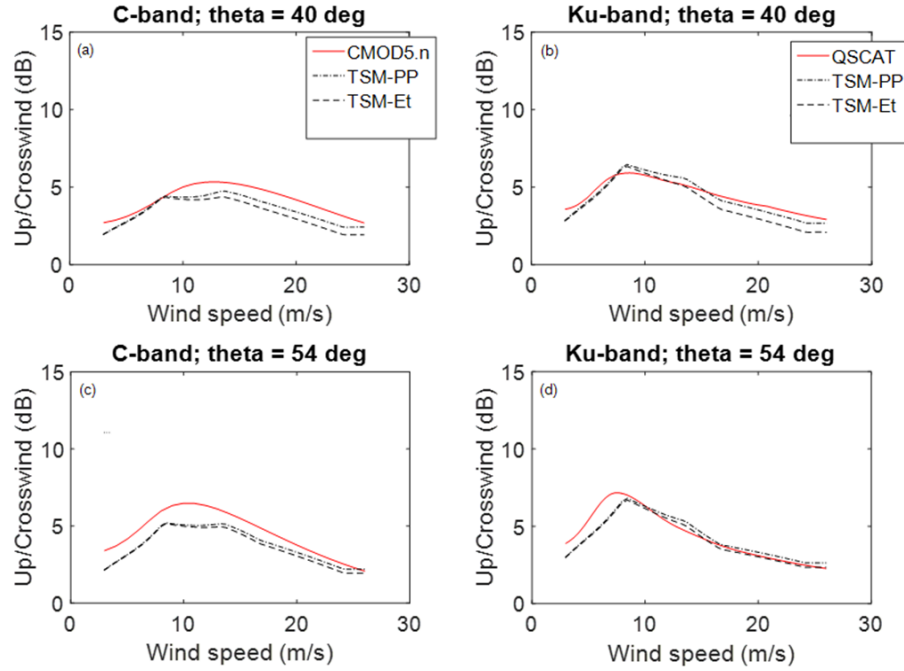 C-band; theta = 40 deg
(a)
CMOD5.n
TSM-PP
TSM-Et
Up/Crosswind (dB)
15
10
5
0
0
10
20
30
Wind speed (m/s)
Ku-band; theta = 40 deg
(b)
QSCAT
TSM-PP
TSM-Et
Up/Crosswind (dB)
15
10
5
0
0
10
20
30
Wind speed (m/s)
C-band; theta = 54 deg
(c)
Up/Crosswind (dB)
15
10
5
0
0
10
20
30
Wind speed (m/s)
Ku-band; theta = 54 deg
(d)
Up/Crosswind (dB)
15
10
5
0
0
10
20
30
Wind speed (m/s)